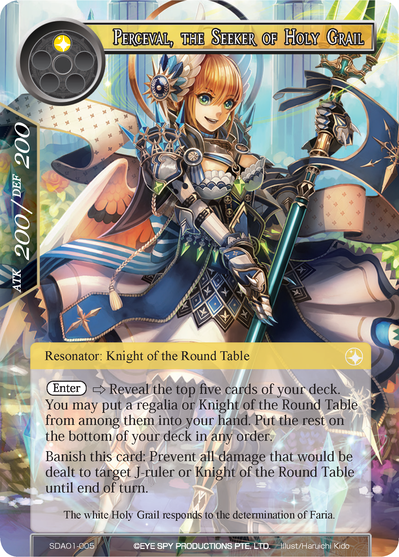 Perceval, the Seeker of Holy Grail
ATK 200 / DEF 200
Resonator: Knight of the Round Table
Enter ⇨ Reveal the top five cards of your deck.
You may put a regalia or Knight of the Round Table
from among them into your hand. Put the rest on
the bottom of your deck in any order.
Banish this card: Prevent all damage that would be
dealt to target J-ruler or Knight of the Round Table
until end of turn.
The white Holy Grail responds to the determination of Faria.
SDAO1-005 ©EYE SPY PRODUCTIONS PTE. LTD. Illust/Haruichi Kido